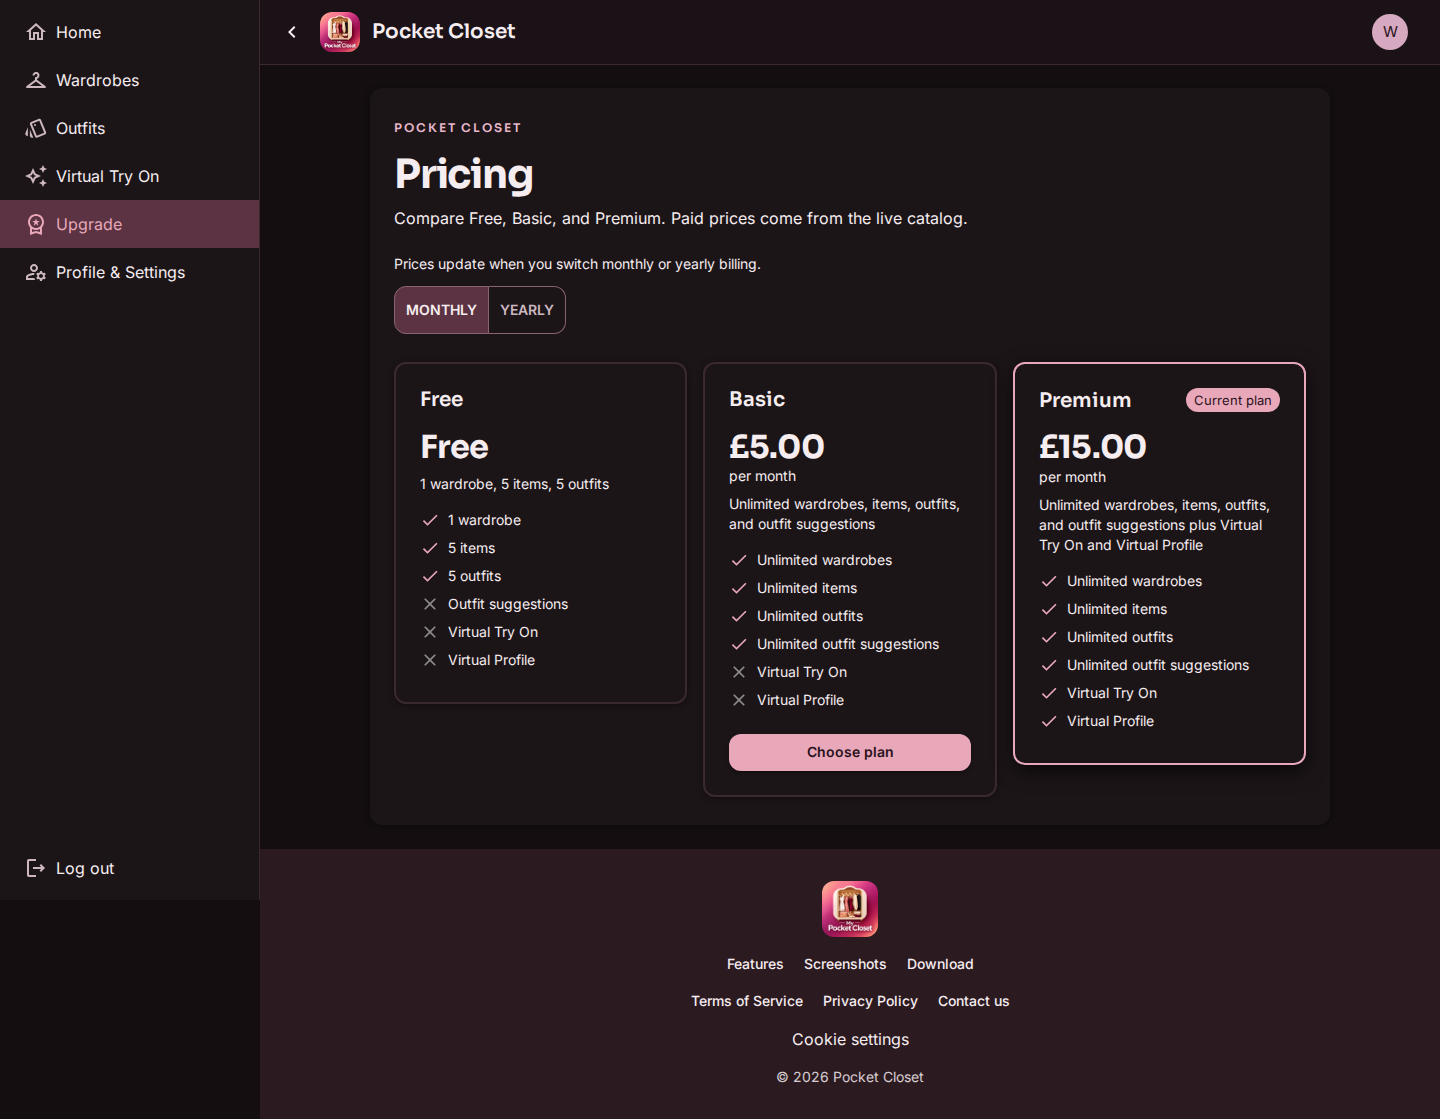 Home
Wardrobes
Outfits
Virtual Try On
Upgrade
Profile & Settings
Log out
My
Pocket Closet
Pocket Closet
W
POCKET CLOSET
Pricing
Compare Free, Basic, and Premium. Paid prices come from the live catalog.
Prices update when you switch monthly or yearly billing.
MONTHLY
YEARLY
Free
Free
1 wardrobe, 5 items, 5 outfits
1 wardrobe
5 items
5 outfits
Outfit suggestions
Virtual Try On
Virtual Profile
Basic
£5.00
per month
Unlimited wardrobes, items, outfits,
and outfit suggestions
Unlimited wardrobes
Unlimited items
Unlimited outfits
Unlimited outfit suggestions
Virtual Try On
Virtual Profile
Choose plan
Premium
Current plan
£15.00
per month
Unlimited wardrobes, items, outfits,
and outfit suggestions plus Virtual
Try On and Virtual Profile
Unlimited wardrobes
Unlimited items
Unlimited outfits
Unlimited outfit suggestions
Virtual Try On
Virtual Profile
My
Pocket Closet
Features Screenshots Download
Terms of Service Privacy Policy Contact us
Cookie settings
© 2026 Pocket Closet